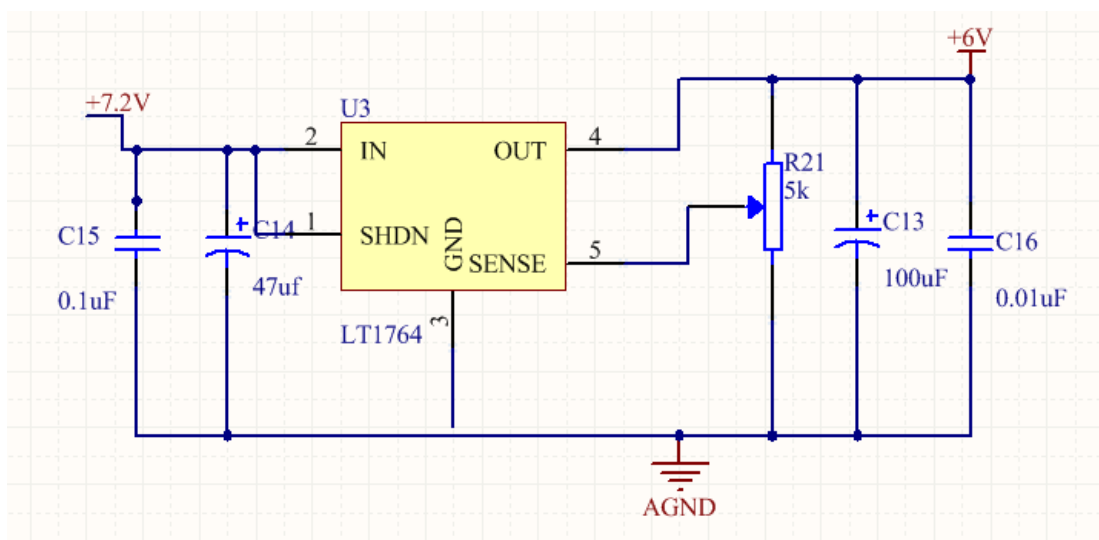 +6V
+7.2V
U3
2
IN
OUT
4
R21
5k
1
SHDN
GND
SENSE
5
+
C14
47uf
C15
0.1uF
+
C13
100uF
C16
0.01uF
LT1764
3
AGND